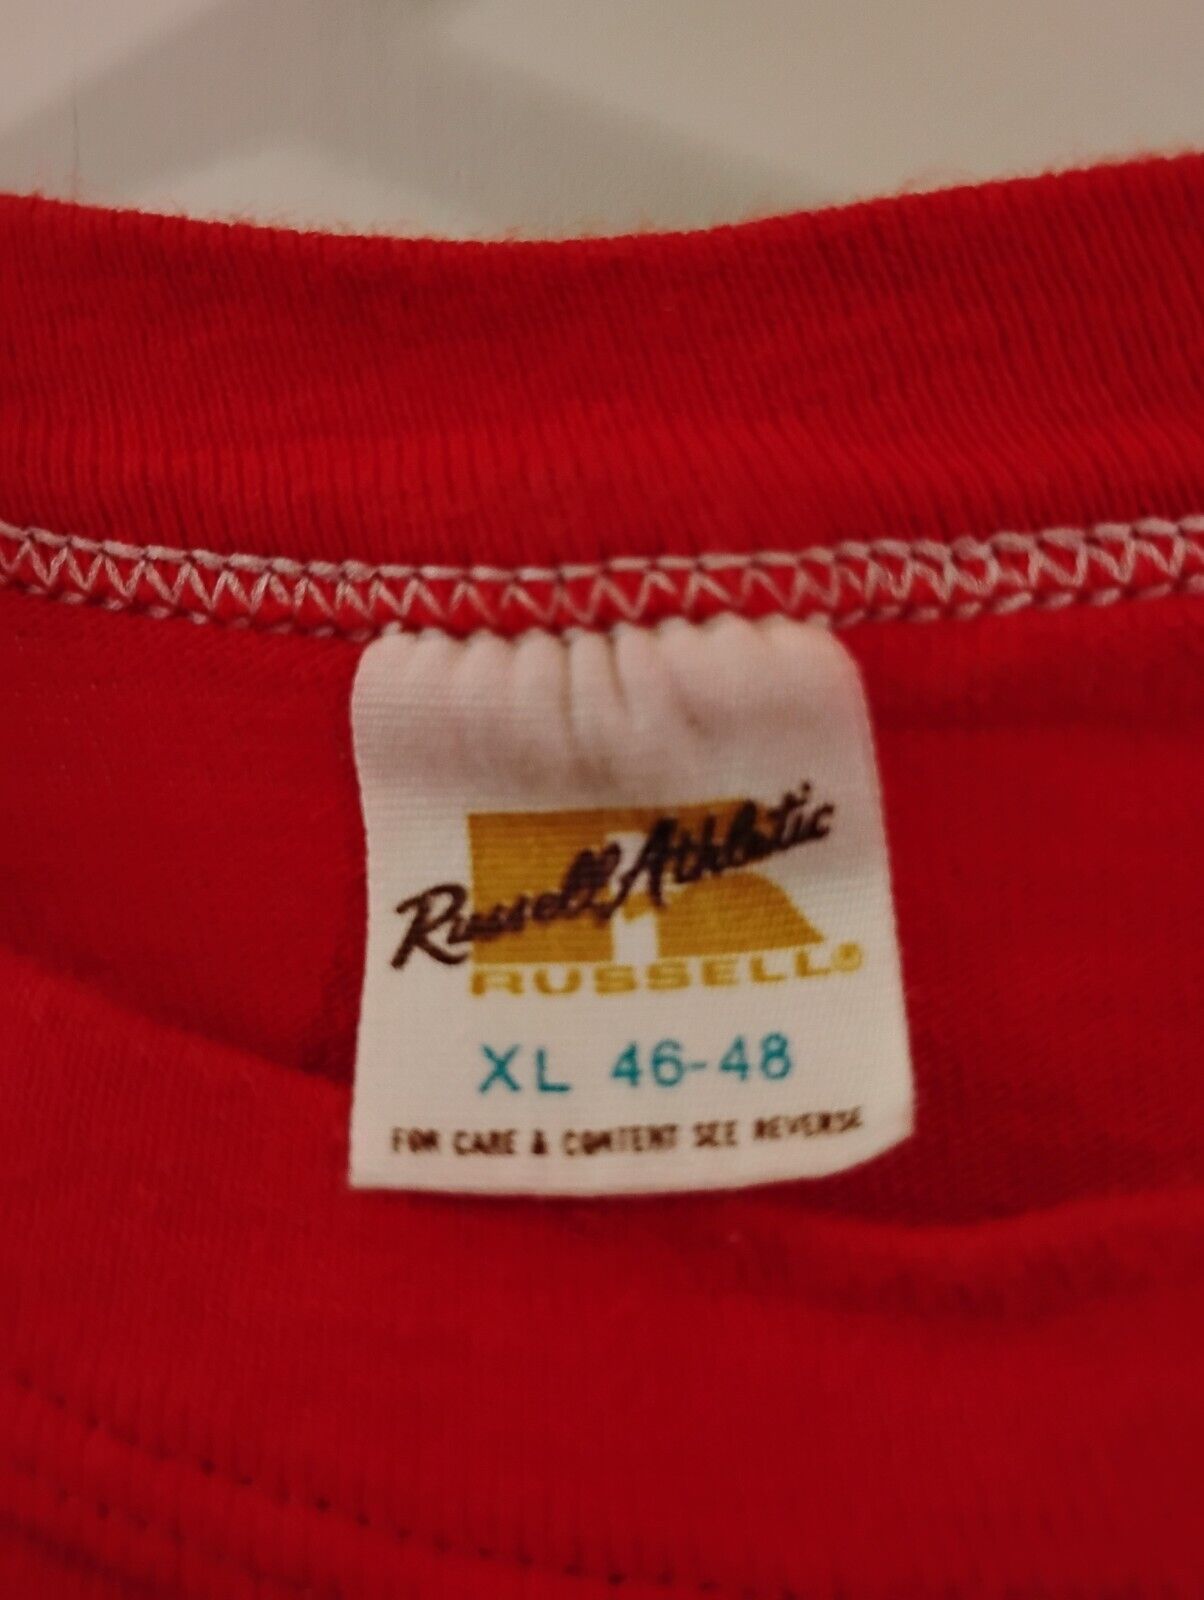 Russell Athletic
R
RUSSELL®
XL 46-48
FOR CARE & CONTENT SEE REVERSE